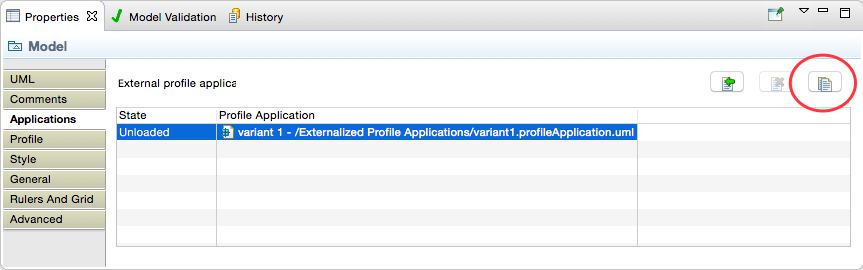 Properties Model Validation History
Model
UML
Comments
Applications
Profile
Style
General
Rulers And Grid
Advanced
External profile applica
State Profile Application
Unloaded variant 1 - /Externalized Profile Applications/variant1.profileApplication.uml